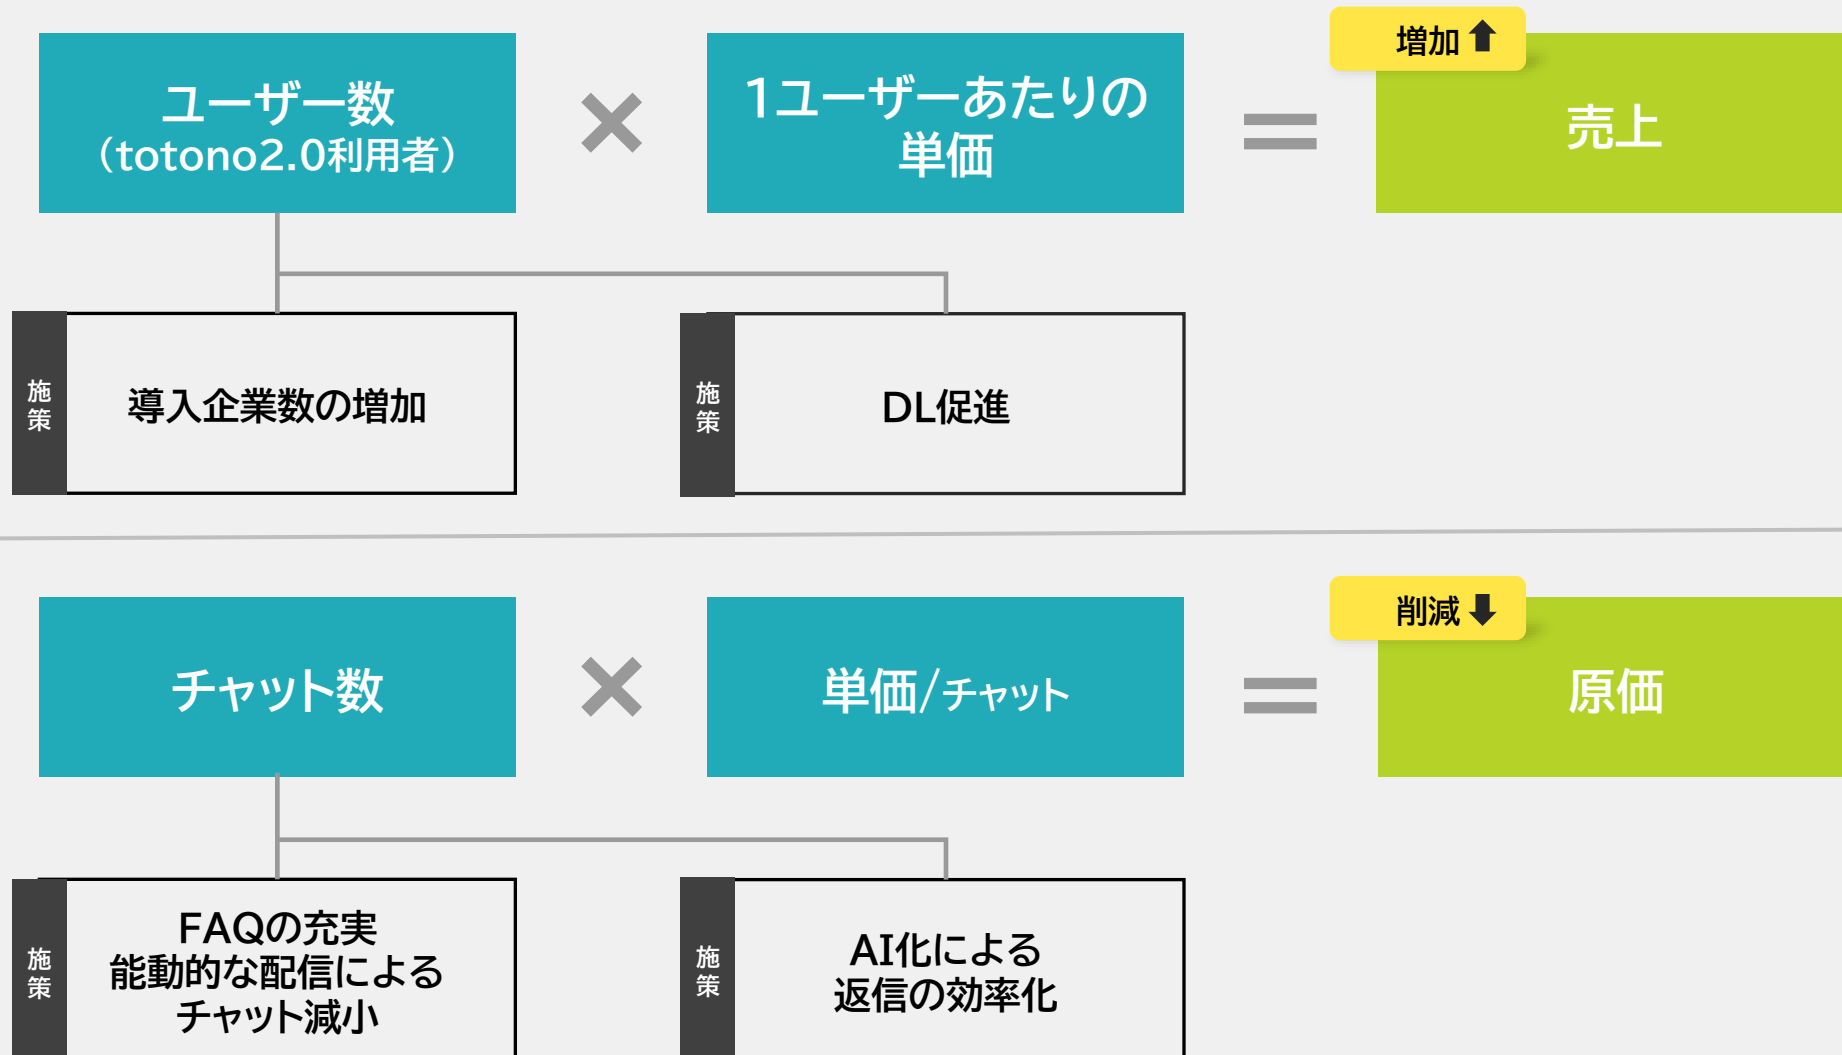 増加
ユーザー数
（totono2.0利用者）
×
1ユーザーあたりの
単価
＝
売上
施策
導入企業数の増加
施策
DL促進
削減
チャット数
×
単価/チャット
＝
原価
施策
FAQの充実
能動的な配信による
チャット減小
施策
AI化による
返信の効率化